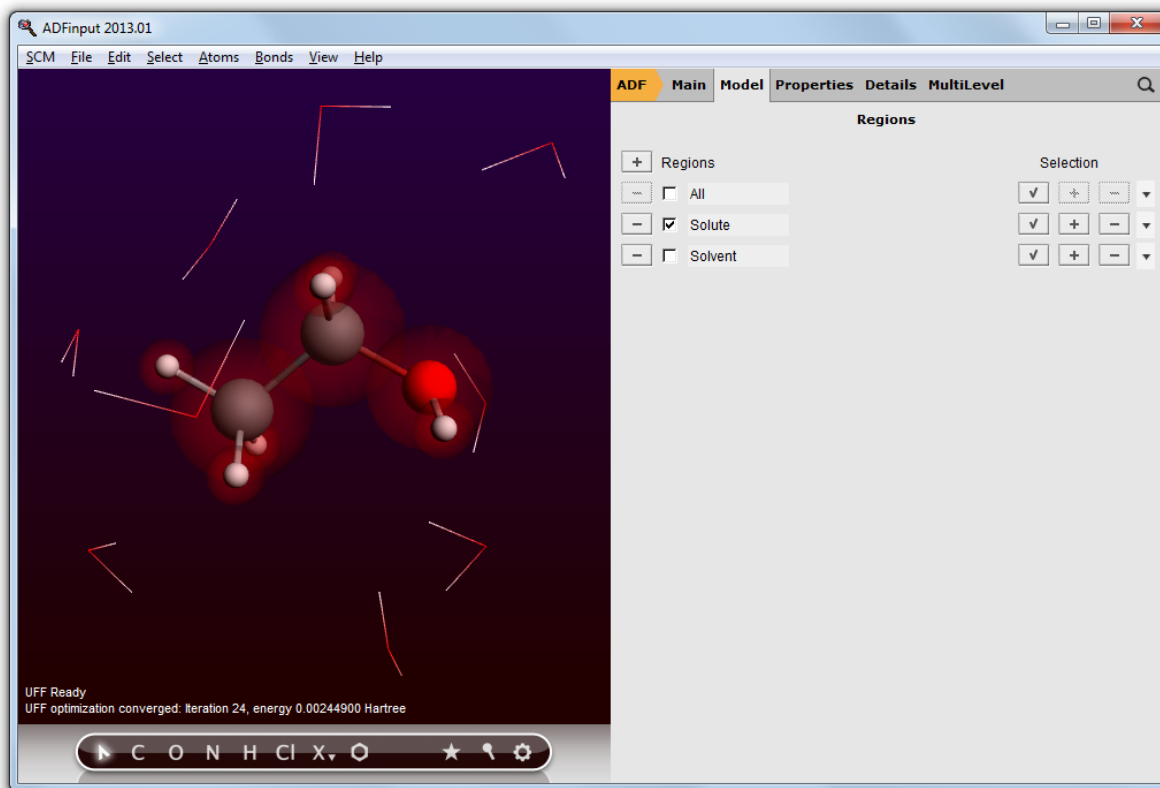 ADFinput 2013.01
SCM File Edit Select Atoms Bonds View Help
ADF Main Model Properties Details MultiLevel
Regions
Regions Selection
All
Solute
Solvent
UFF Ready
UFF optimization converged: Iteration 24, energy 0.00244900 Hartree
C O N H Cl X